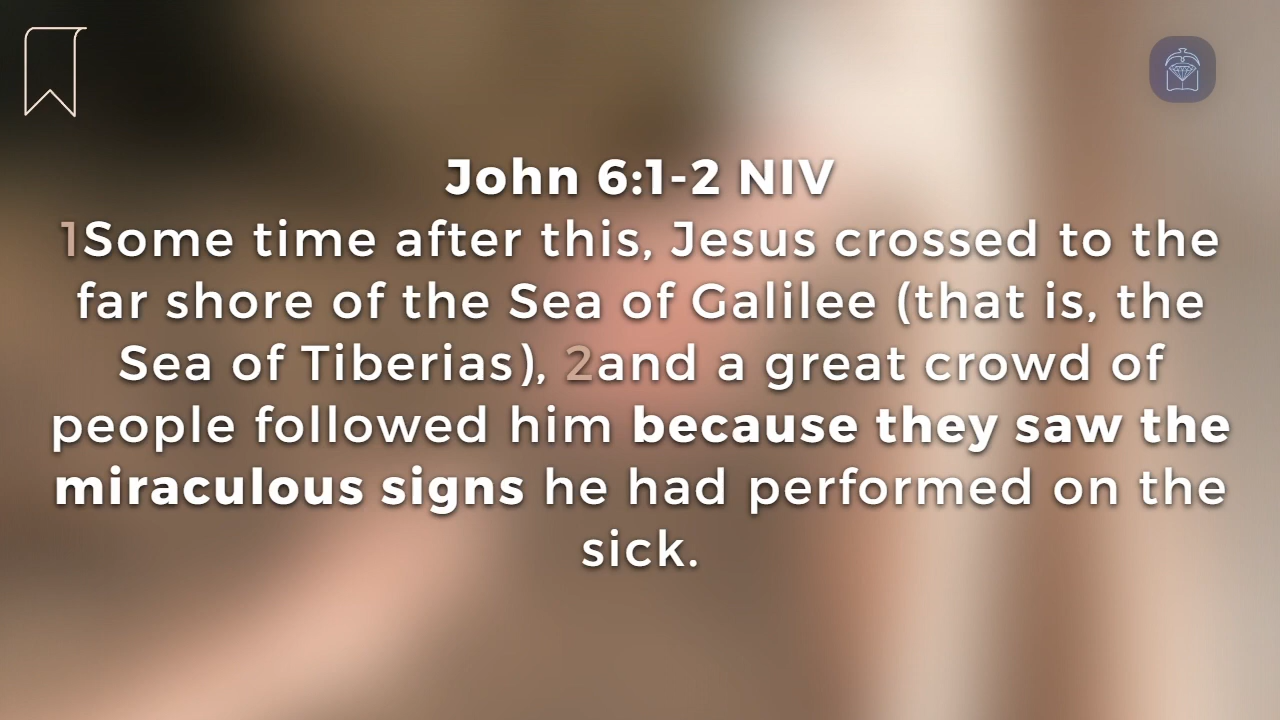 John 6:1-2 NIV
1Some time after this, Jesus crossed to the
far shore of the Sea of Galilee (that is, the
Sea of Tiberias), 2and a great crowd of
people followed him because they saw the
miraculous signs he had performed on the
sick.